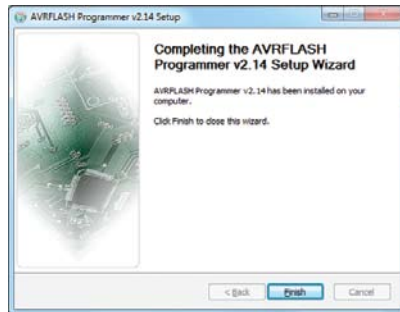 AVRFLASH Programmer v2.14 Setup
Completing the AVRFLASH
Programmer v2.14 Setup Wizard
AVRFLASH Programmer v2.14 has been installed on your
computer.
Click Finish to close this wizard.
< Back
Finish
Cancel